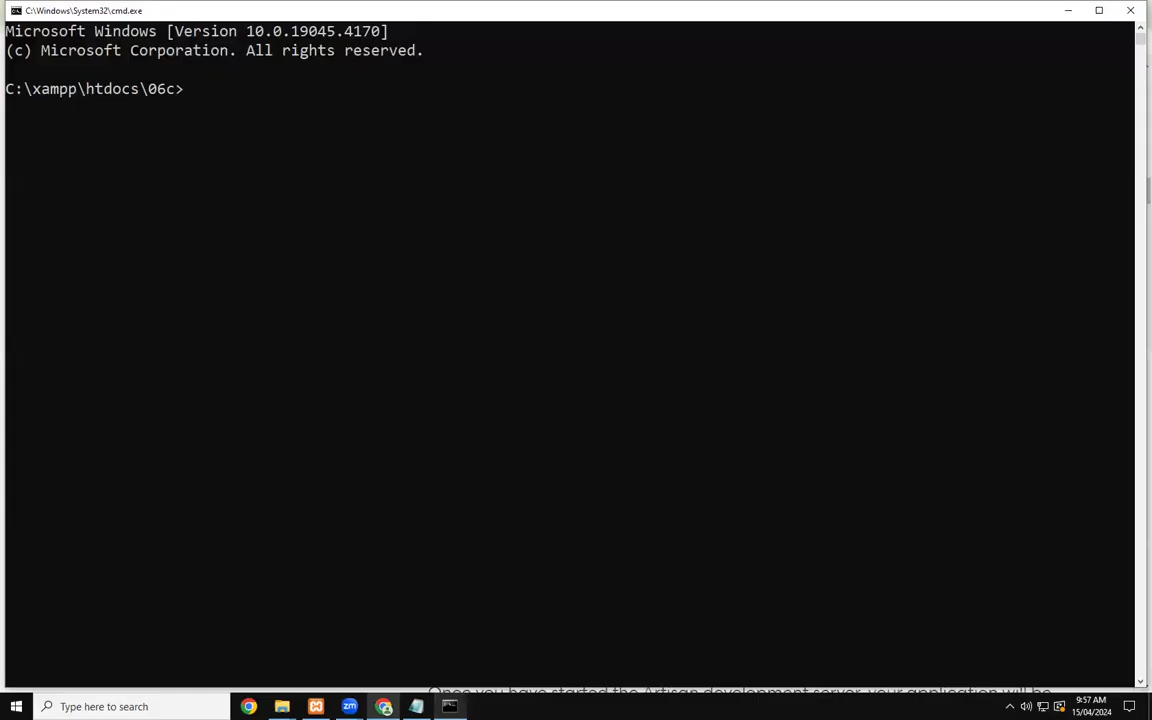 C:\Windows\System32\cmd.exe
Microsoft Windows [Version 10.0.19045.4170]
(c) Microsoft Corporation. All rights reserved.
C:\xampp\htdocs\06c>
Once you have started the Artisan development server, your application will be
Type here to search
zm
9:57 AM
15/04/2024